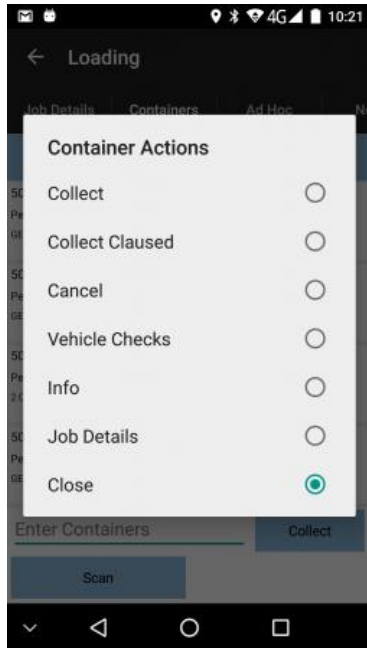 4G 10:21
Loading
Job Details Containers Ad Hoc
Container Actions
Collect
Collect Claused
Cancel
Vehicle Checks
Info
Job Details
Close
Enter Containers Collect
Scan